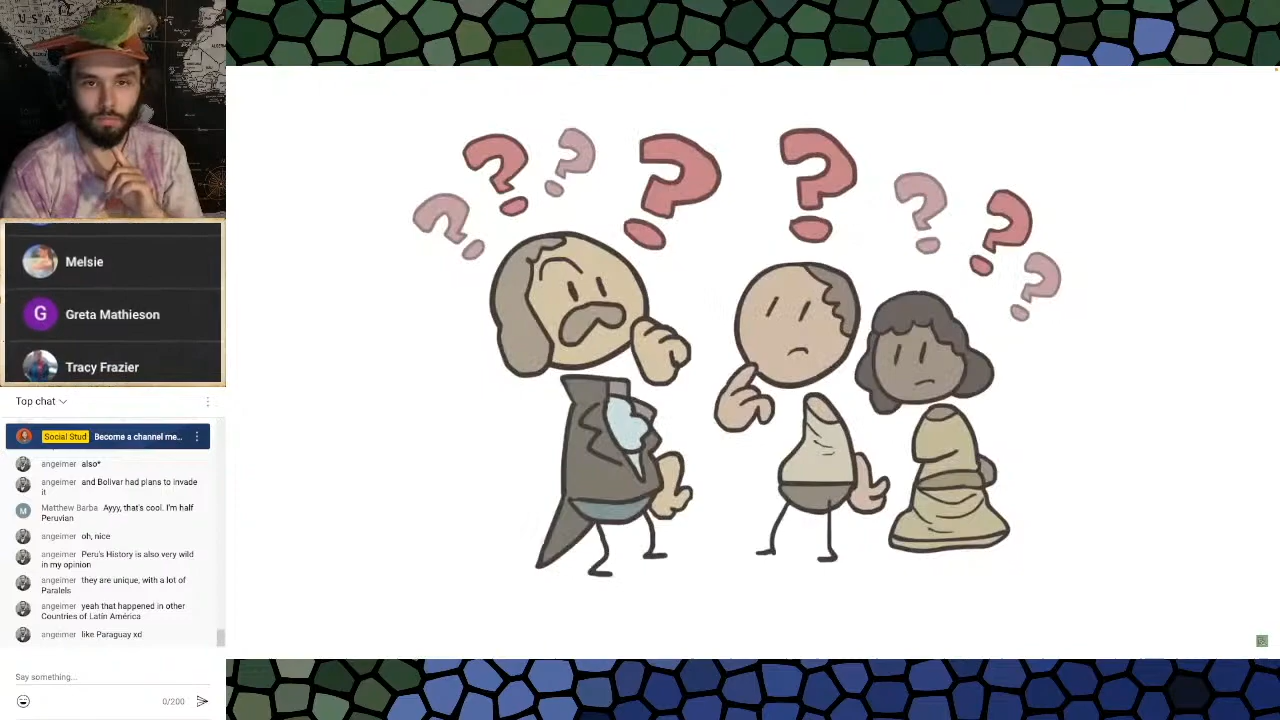 U.S.A
Melsie
G
Greta Mathieson
Tracy Frazier
Top chat
Social Stud Become a channel me...
angeimer also*
angeimer and Bolivar had plans to invade
it
M
Matthew Barba Ayyy, that's cool. I'm half
Peruvian
angeimer oh, nice
angeimer Peru's History is also very wild
in my opinion
angeimer they are unique, with a lot of
Paralels
angeimer yeah that happened in other
Countries of Latín América
angeimer like Paraguay xd
Say something...
0/200
? ? ? ? ? ? ? ?